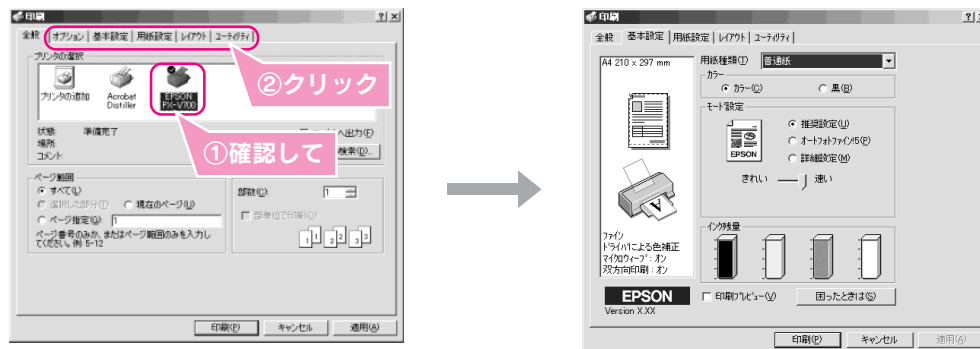 印刷
全般 オプション 基本設定 用紙設定 レイアウト ユーティリティ
プリンタの選択
プリンタの追加
Acrobat
Distiller
EPSON
PX-V700
②クリック
①確認して
状態: 準備完了
場所:
コメント:
へ出力(F)
検索(D)...
ページ範囲
すべて(L)
選択した部分(T) 現在のページ(U)
ページ指定(G): 1
ページ番号のみか、またはページ範囲のみを入力し
てください。例: 5-12
部数(C): 1
部単位で印刷(O)
1 1 2 2 3 3
印刷(P) キャンセル 適用(A)
印刷
全般 基本設定 用紙設定 レイアウト ユーティリティ
A4 210 x 297 mm
ファイン
ドライバによる色補正
マイクロウィーブ：オン
双方向印刷：オン
EPSON
Version X.XX
用紙種類(T) 普通紙
カラー
カラー(C) 黒(B)
モード設定
EPSON
推奨設定(U)
オートフォトファイン!5(P)
詳細設定(M)
きれい 速い
インク残量
印刷プレビュー(V) 困ったときは(S)
印刷(P) キャンセル 適用(A)